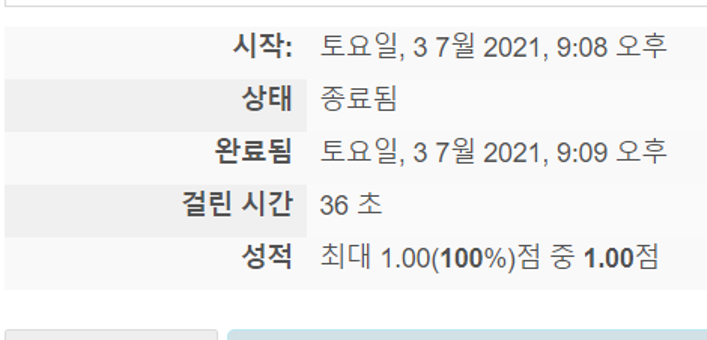 시작: 토요일, 3 7월 2021, 9:08 오후
상태 종료됨
완료됨 토요일, 3 7월 2021, 9:09 오후
걸린 시간 36 초
성적 최대 1.00(100%)점 중 1.00점